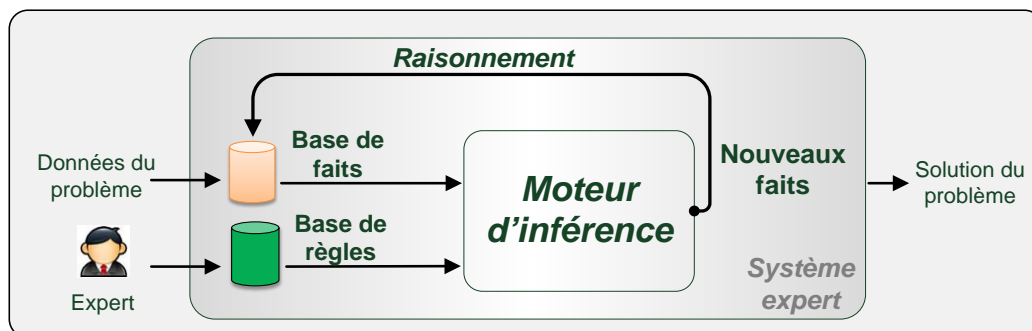 Raisonnement
Données du
problème
Base de
faits
Moteur
d’inférence
Nouveaux
faits
Solution du
problème
Expert
Base de
règles
Système
expert